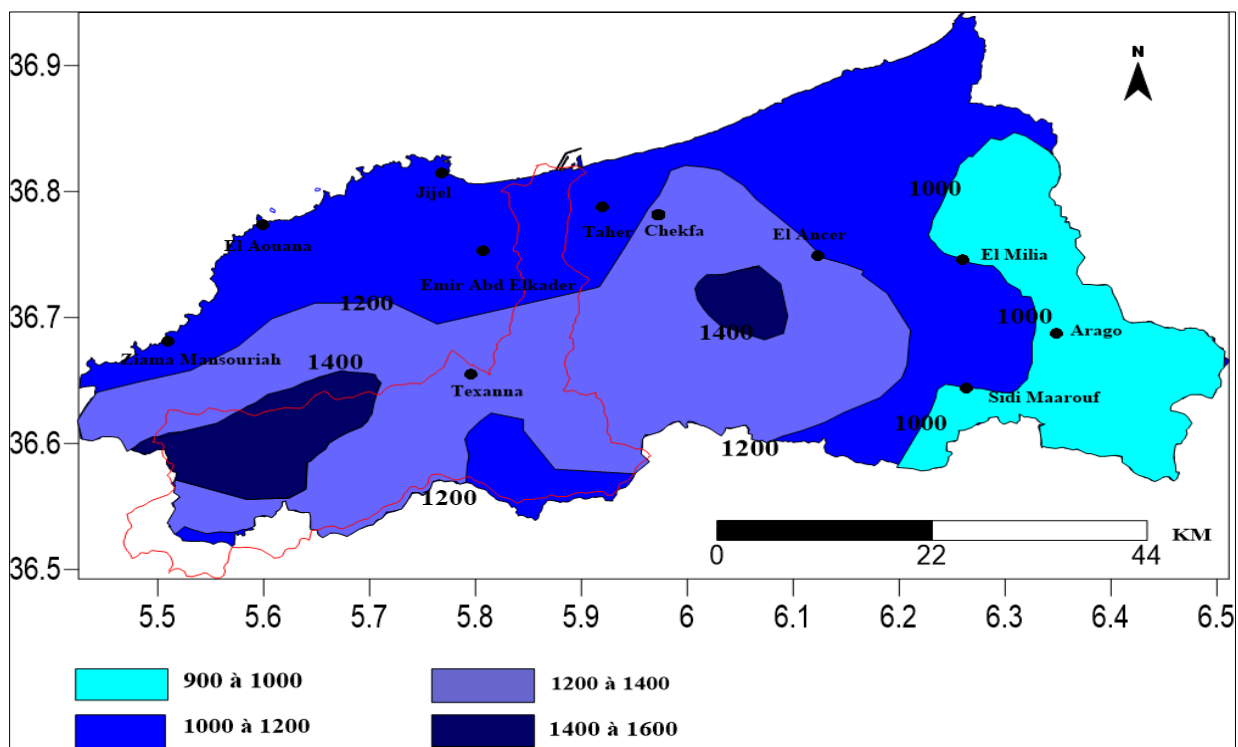 N
36.9
36.8
36.7
36.6
36.5
Jijel
El Aouana
Taher
Chekfa
El Ancer
El Milia
Emir Abd Elkader
Ziama Mansouriah
Texanna
Arago
Sidi Maarouf
1000
1000
1000
1200
1400
1400
1200
1200
0
22
44
KM
5.5
5.6
5.7
5.8
5.9
6
6.1
6.2
6.3
6.4
6.5
900 à 1000
1000 à 1200
1200 à 1400
1400 à 1600